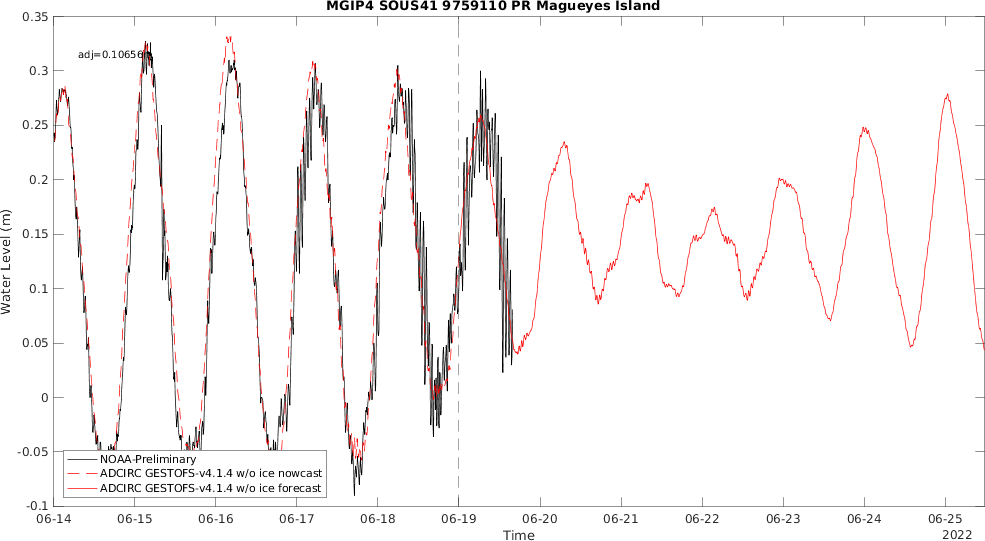 MGIP4 SOUS41 9759110 PR Magueyes Island
adj=0.10656
Water Level (m)
0.35
0.3
0.25
0.2
0.15
0.1
0.05
0
-0.05
-0.1
NOAA-Preliminary
ADCIRC GESTOFS-v4.1.4 w/o ice nowcast
ADCIRC GESTOFS-v4.1.4 w/o ice forecast
06-14 06-15 06-16 06-17 06-18 06-19 06-20 06-21 06-22 06-23 06-24 06-25
Time
2022